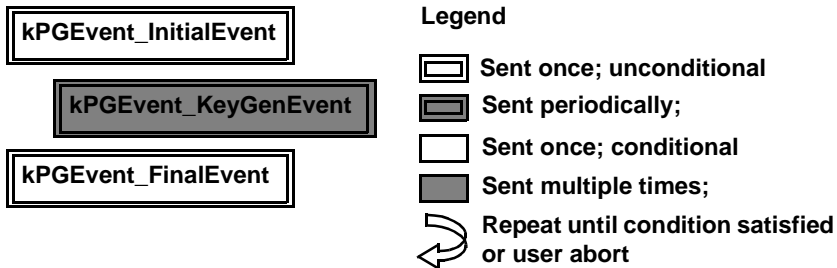 kPGEvent_InitialEvent
kPGEvent_KeyGenEvent
kPGEvent_FinalEvent
Legend
Sent once; unconditional
Sent periodically;
Sent once; conditional
Sent multiple times;
Repeat until condition satisfied
or user abort